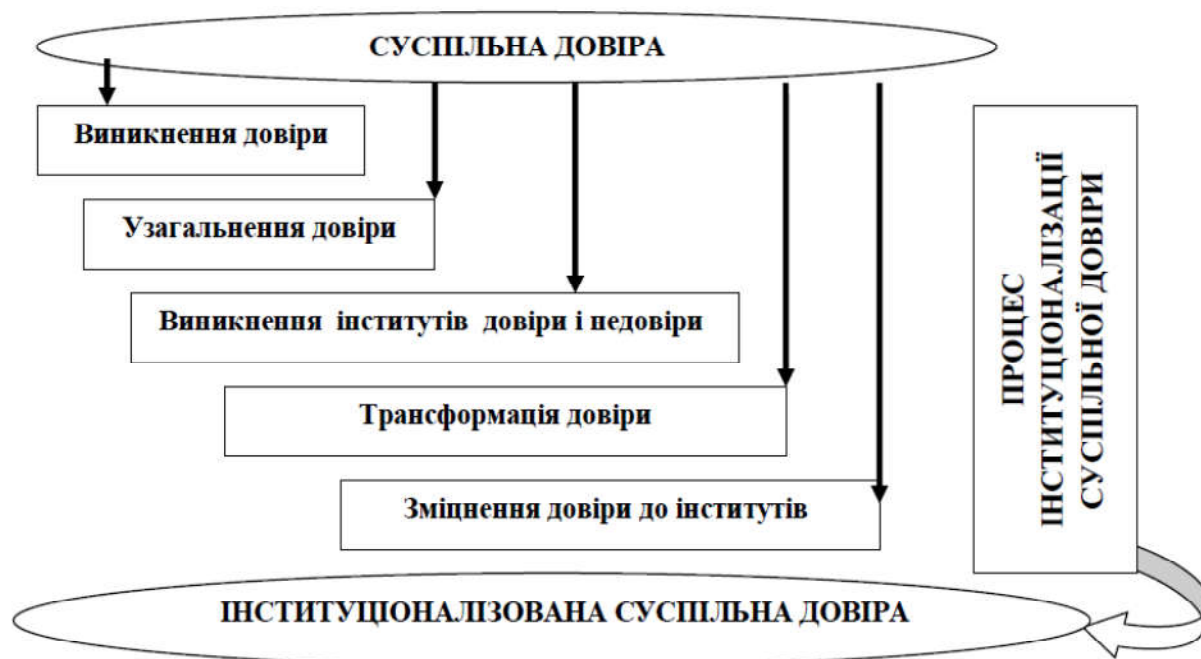 СУСПІЛЬНА ДОВІРА
Виникнення довіри
Узагальнення довіри
Виникнення інститутів довіри і недовіри
Трансформація довіри
Зміцнення довіри до інститутів
ПРОЦЕС
ІНСТИТУЦІОНАЛІЗАЦІЇ
СУСПІЛЬНОЇ ДОВІРИ
ІНСТИТУЦІОНАЛІЗОВАНА СУСПІЛЬНА ДОВІРА